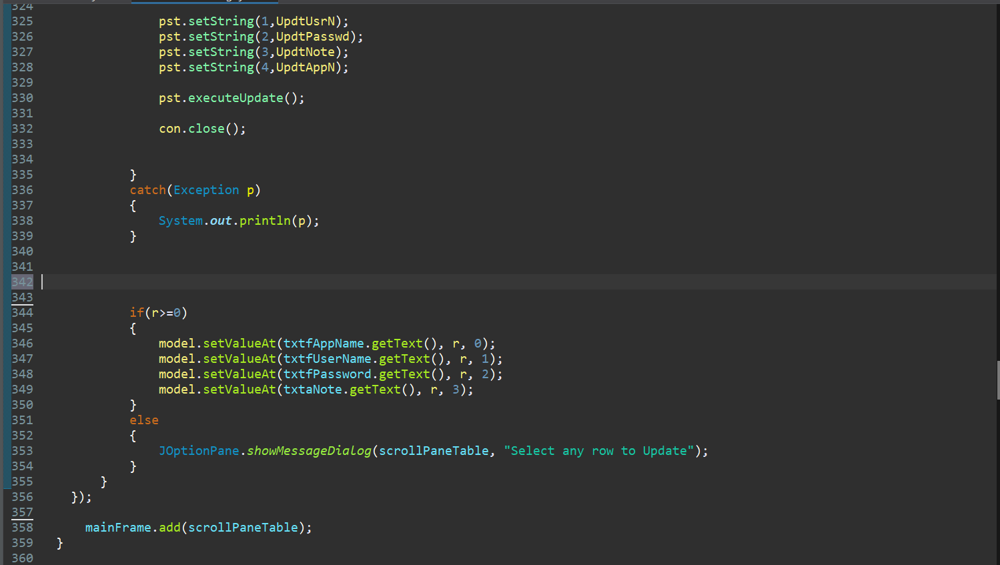 324
325 pst.setString(1,UpdtUsrN);
326 pst.setString(2,UpdtPasswd);
327 pst.setString(3,UpdtNote);
328 pst.setString(4,UpdtAppN);
329
330 pst.executeUpdate();
331
332 con.close();
333
334
335 }
336 catch(Exception p)
337 {
338 System.out.println(p);
339 }
340
341
342
343
344 if(r>=0)
345 {
346 model.setValueAt(txtfAppName.getText(), r, 0);
347 model.setValueAt(txtfUserName.getText(), r, 1);
348 model.setValueAt(txtfPassword.getText(), r, 2);
349 model.setValueAt(txtaNote.getText(), r, 3);
350 }
351 else
352 {
353 JOptionPane.showMessageDialog(scrollPaneTable, "Select any row to Update");
354 }
355 }
356 });
357
358 mainFrame.add(scrollPaneTable);
359 }
360